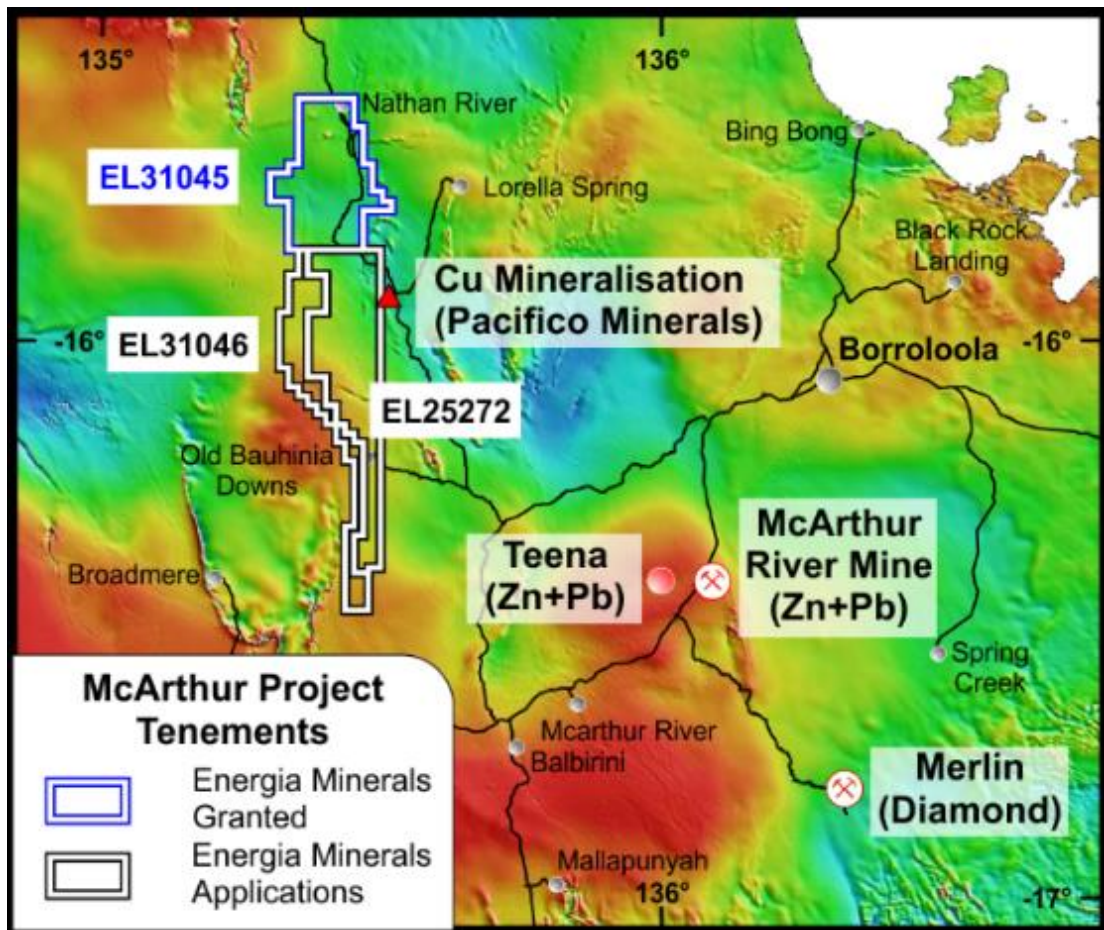 135°
136°
Nathan River
Bing Bong
EL31045
Lorella Spring
Black Rock
Landing
Cu Mineralisation
(Pacifico Minerals)
-16°
EL31046
Borroloola
-16°
EL25272
Old Bauhinia
Downs
Teena
(Zn+Pb)
McArthur
River Mine
(Zn+Pb)
Broadmere
Spring
Creek
McArthur Project
Tenements
Energia Minerals
Granted
Energia Minerals
Applications
Mcarthur River
Balbirini
Merlin
(Diamond)
Mallapunyah
136°
-17°